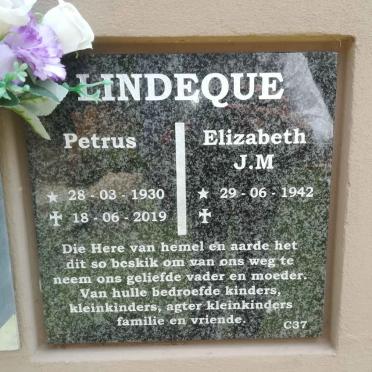 LINDEQUE
Petrus
28 - 03 - 1930
18 - 06 - 2019
Elizabeth
J.M
29 - 06 - 1942
Die Here van hemel en aarde het
dit so beskik om van ons weg te
neem ons geliefde vader en moeder.
Van hulle bedroefde kinders,
kleinkinders, agter kleinkinders
familie en vriende.
C37